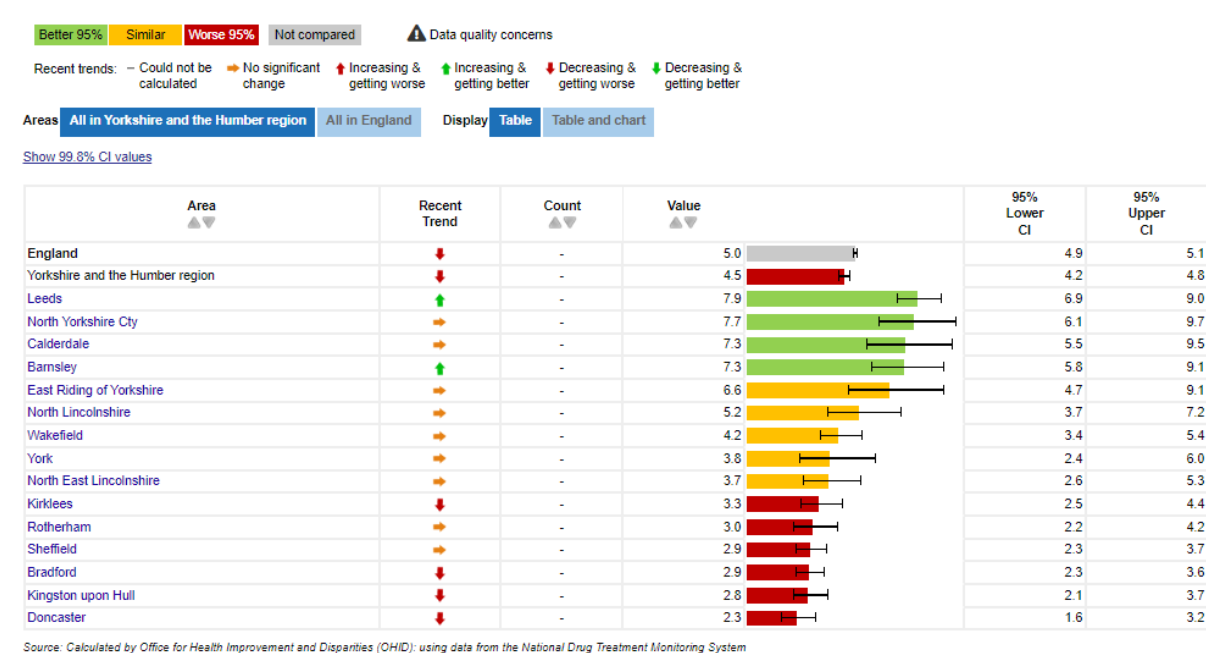 Better 95% Similar Worse 95% Not compared Data quality concerns
Recent trends: – Could not be calculated No significant change Increasing & getting worse Increasing & getting better Decreasing & getting worse Decreasing & getting better
Areas All in Yorkshire and the Humber region All in England Display Table Table and chart
Show 99.8% CI values
Area Recent Trend Count Value 95% Lower CI 95% Upper CI
England - 5.0 4.9 5.1
Yorkshire and the Humber region - 4.5 4.2 4.8
Leeds - 7.9 6.9 9.0
North Yorkshire Cty - 7.7 6.1 9.7
Calderdale - 7.3 5.5 9.5
Barnsley - 7.3 5.8 9.1
East Riding of Yorkshire - 6.6 4.7 9.1
North Lincolnshire - 5.2 3.7 7.2
Wakefield - 4.2 3.4 5.4
York - 3.8 2.4 6.0
North East Lincolnshire - 3.7 2.6 5.3
Kirklees - 3.3 2.5 4.4
Rotherham - 3.0 2.2 4.2
Sheffield - 2.9 2.3 3.7
Bradford - 2.9 2.3 3.6
Kingston upon Hull - 2.8 2.1 3.7
Doncaster - 2.3 1.6 3.2
Source: Calculated by Office for Health Improvement and Disparities (OHID): using data from the National Drug Treatment Monitoring System